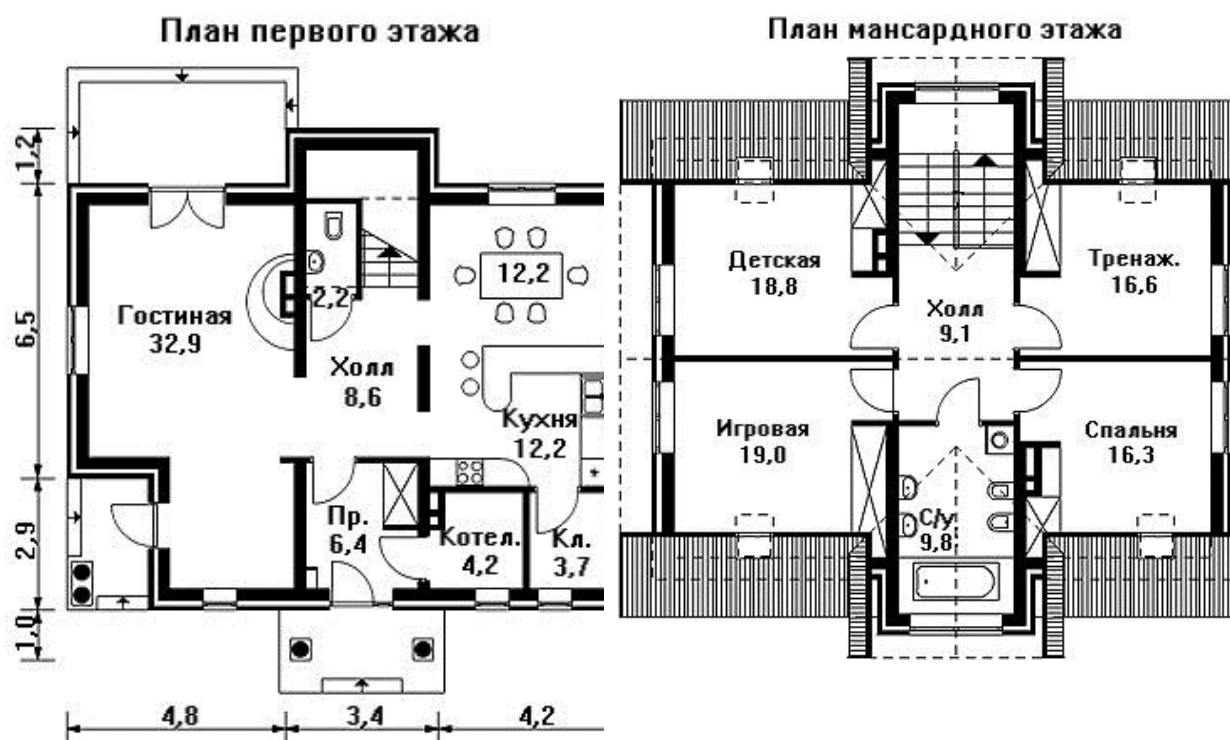 План первого этажа
1,2
6,5
2,9
1,0
Гостиная
32,9
2,2
Холл
8,6
12,2
Кухня
12,2
Пр.
6,4
Котел.
4,2
Кл.
3,7
4,8
3,4
4,2
План мансардного этажа
Детская
18,8
Тренаж.
16,6
Холл
9,1
Игровая
19,0
Спальня
16,3
С/у
9,8